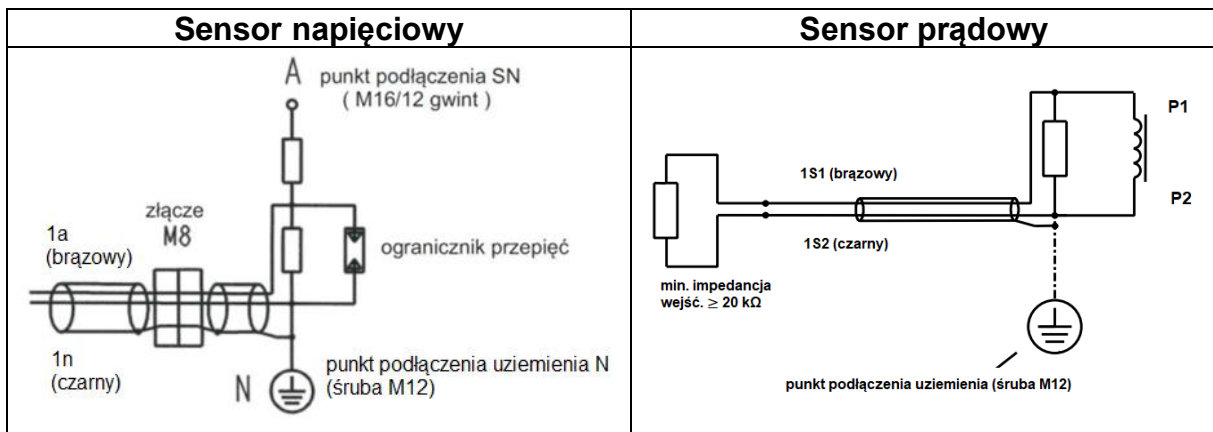 Sensor napięciowy
A
punkt podłączenia SN
( M16/12 gwint )
złącze
M8
1a
(brązowy)
ogranicznik przepięć
1n
(czarny)
N
punkt podłączenia uziemienia N
(śruba M12)
Sensor prądowy
P1
1S1 (brązowy)
P2
1S2 (czarny)
min. impedancja
wejść. ≥ 20 kΩ
punkt podłączenia uziemienia (śruba M12)